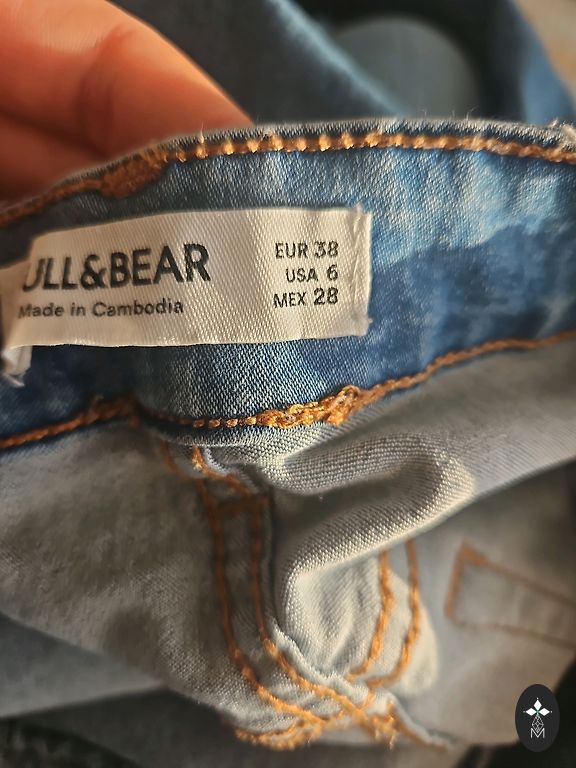 ULL&BEAR
Made in Cambodia
EUR 38
USA 6
MEX 28